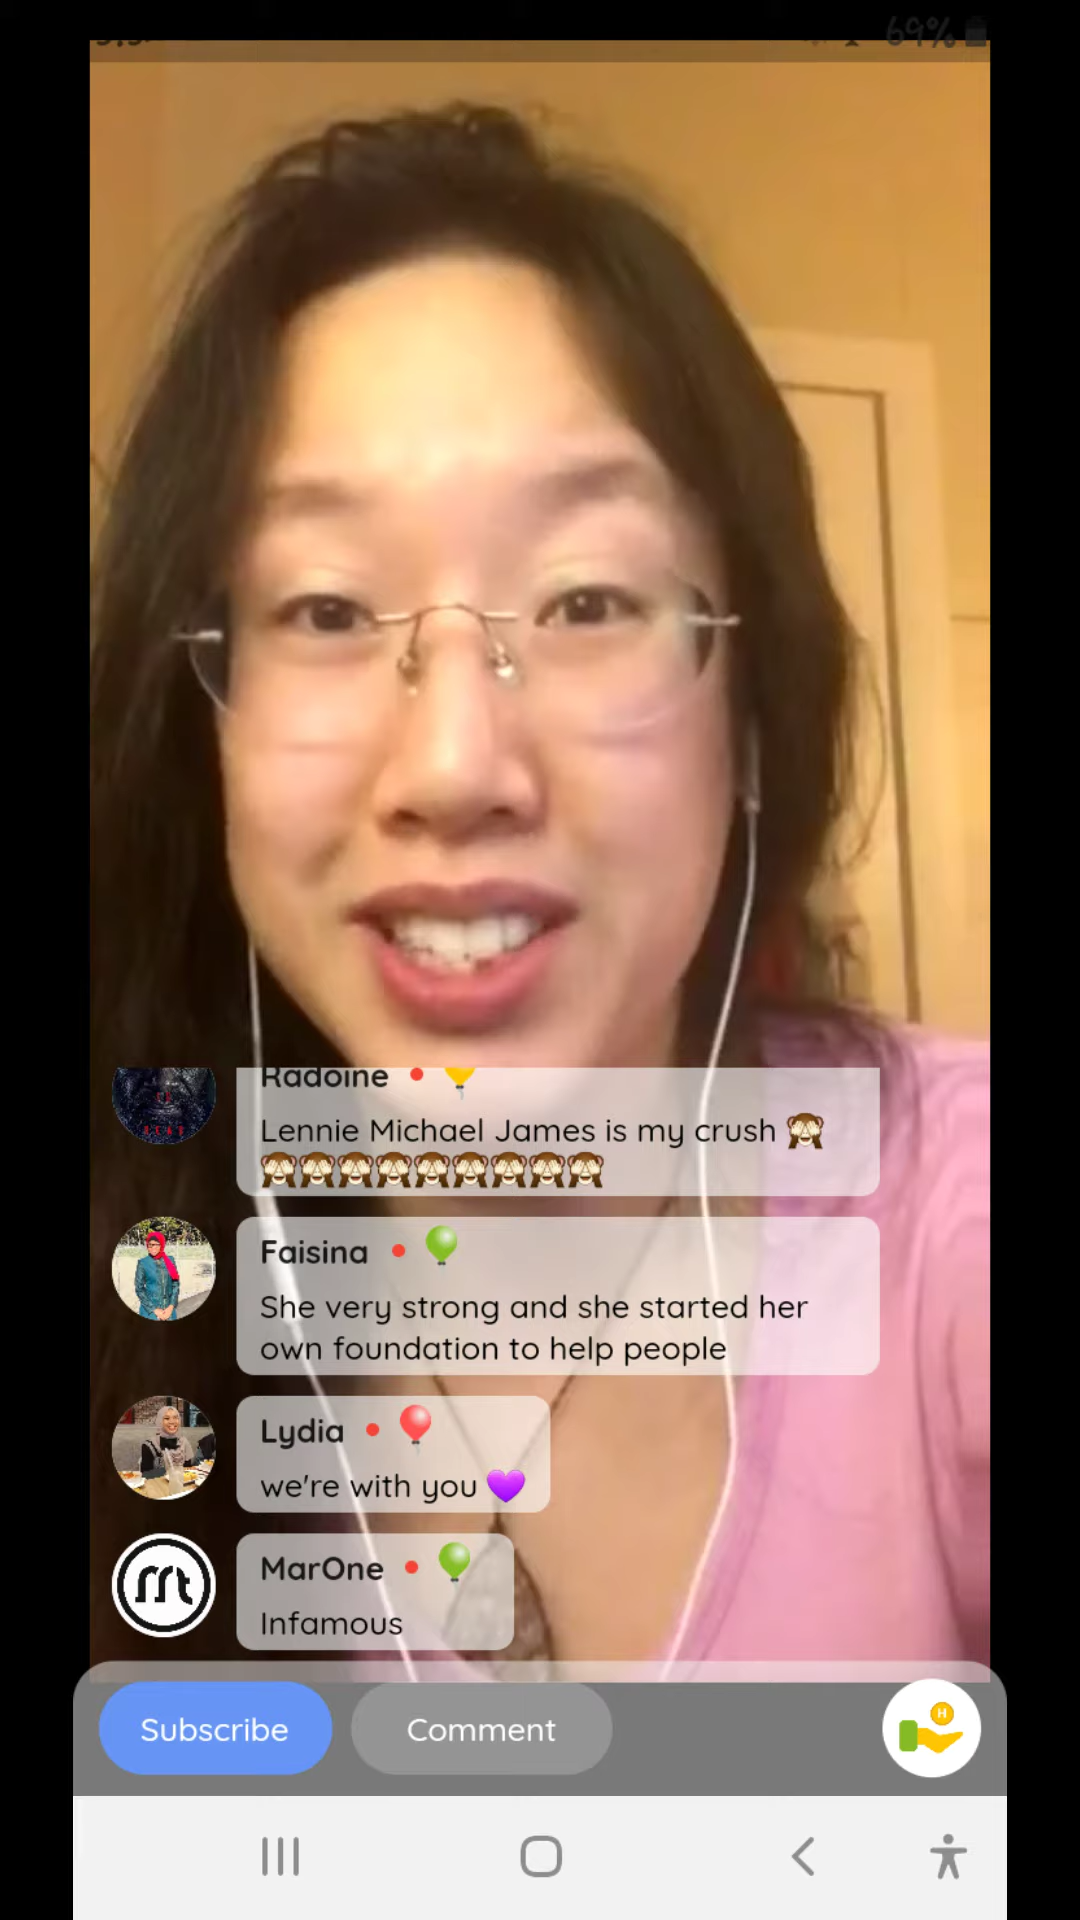 69%
Radoine
Lennie Michael James is my crush 🙈
🙈🙈🙈🙈🙈🙈🙈🙈🙈
Faisina
She very strong and she started her
own foundation to help people
Lydia
we're with you 💜
MarOne
Infamous
Subscribe
Comment
H